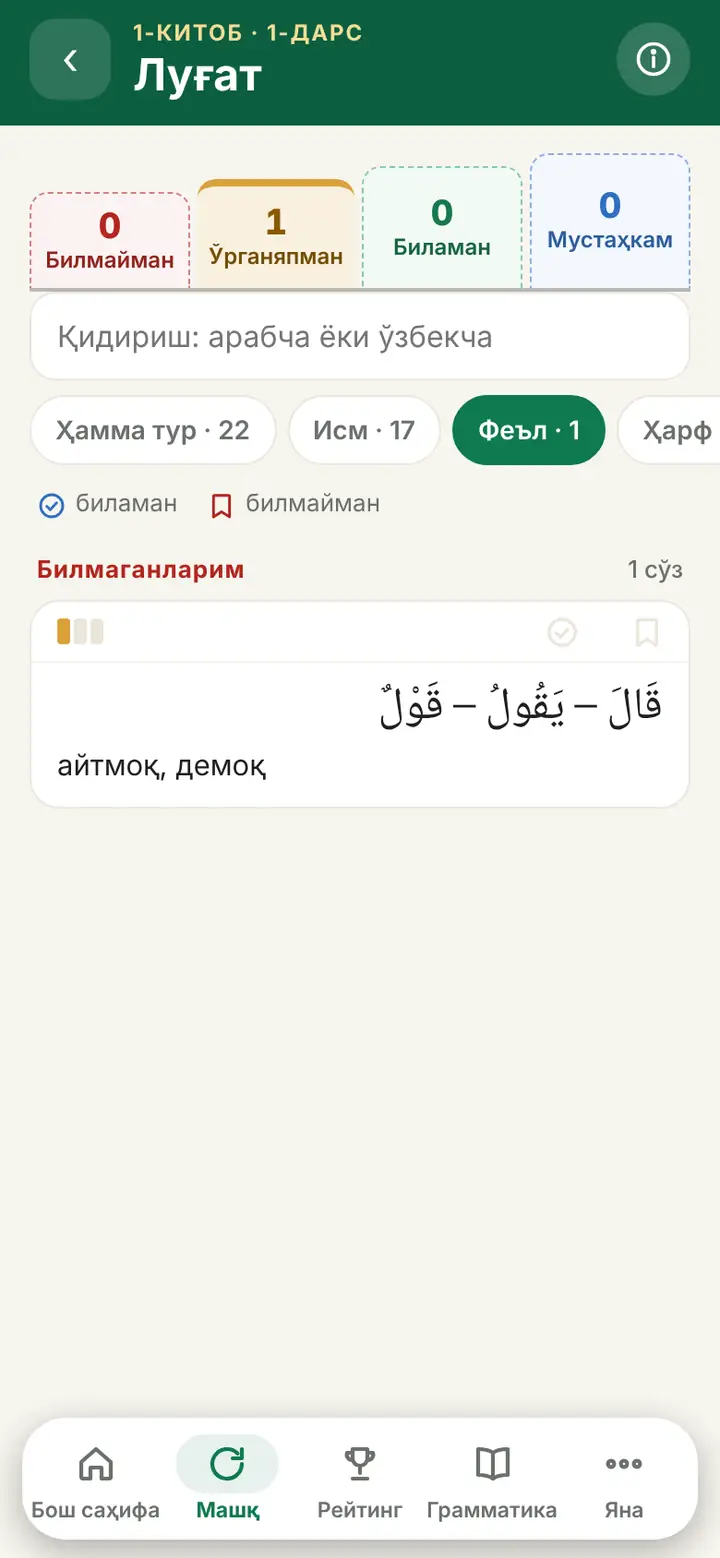 1-КИТОБ · 1-ДАРС
Луғат
0
Билмайман
1
Ўрганяпман
0
Биламан
0
Мустаҳкам
Қидириш: арабча ёки ўзбекча
Ҳамма тур · 22
Исм · 17
Феъл · 1
Ҳарф
биламан
билмайман
Билмаганларим
1 сўз
قَالَ – يَقُولُ – قَوْلٌ
айтмоқ, демоқ
Бош саҳифа
Машқ
Рейтинг
Грамматика
Яна